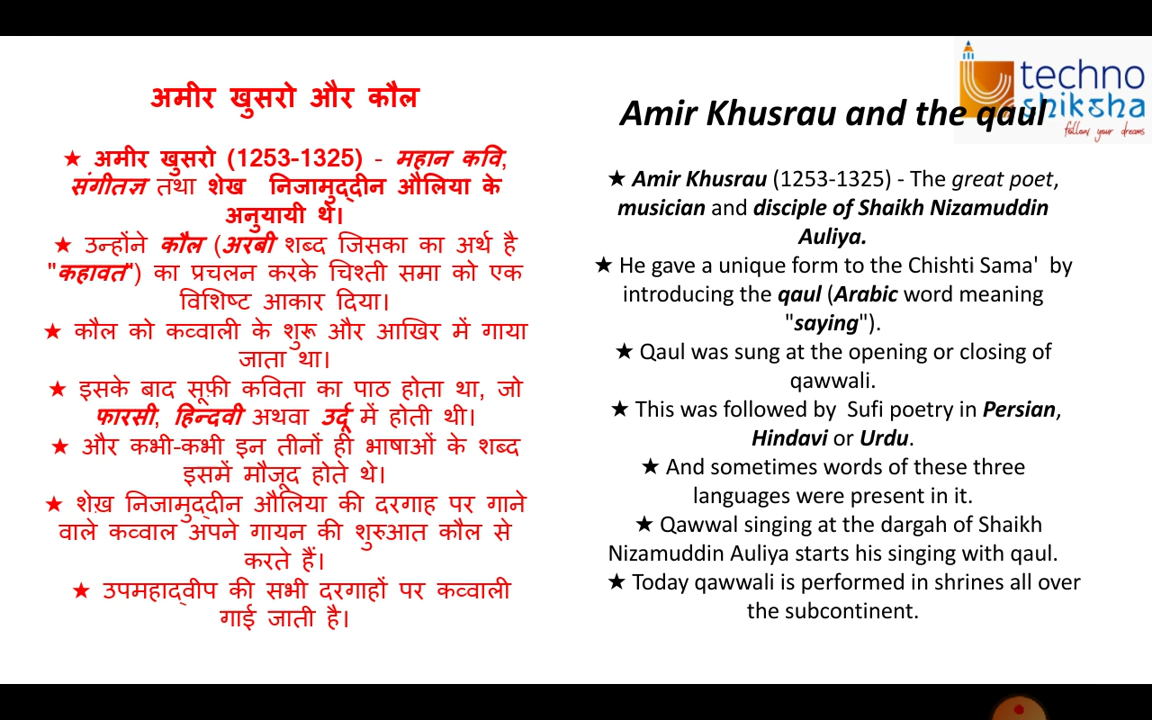 अमीर खुसरो और कौल
★ अमीर खुसरो (1253-1325) - महान कवि,
संगीतज्ञ तथा शेख निजामुद्दीन औलिया के
अनुयायी थे।
★ उन्होंने कौल (अरबी शब्द जिसका का अर्थ है
"कहावत") का प्रचलन करके चिश्ती समा को एक
विशिष्ट आकार दिया।
★ कौल को कव्वाली के शुरू और आखिर में गाया
जाता था।
★ इसके बाद सूफ़ी कविता का पाठ होता था, जो
फारसी, हिन्दवी अथवा उर्दू में होती थी।
★ और कभी-कभी इन तीनों ही भाषाओं के शब्द
इसमें मौजूद होते थे।
★ शेख़ निजामुद्दीन औलिया की दरगाह पर गाने
वाले कव्वाल अपने गायन की शुरुआत कौल से
करते हैं।
★ उपमहाद्वीप की सभी दरगाहों पर कव्वाली
गाई जाती है।
techno
shiksha
follow your dreams
Amir Khusrau and the qaul
★ Amir Khusrau (1253-1325) - The great poet,
musician and disciple of Shaikh Nizamuddin
Auliya.
★ He gave a unique form to the Chishti Sama' by
introducing the qaul (Arabic word meaning
"saying").
★ Qaul was sung at the opening or closing of
qawwali.
★ This was followed by Sufi poetry in Persian,
Hindavi or Urdu.
★ And sometimes words of these three
languages were present in it.
★ Qawwal singing at the dargah of Shaikh
Nizamuddin Auliya starts his singing with qaul.
★ Today qawwali is performed in shrines all over
the subcontinent.